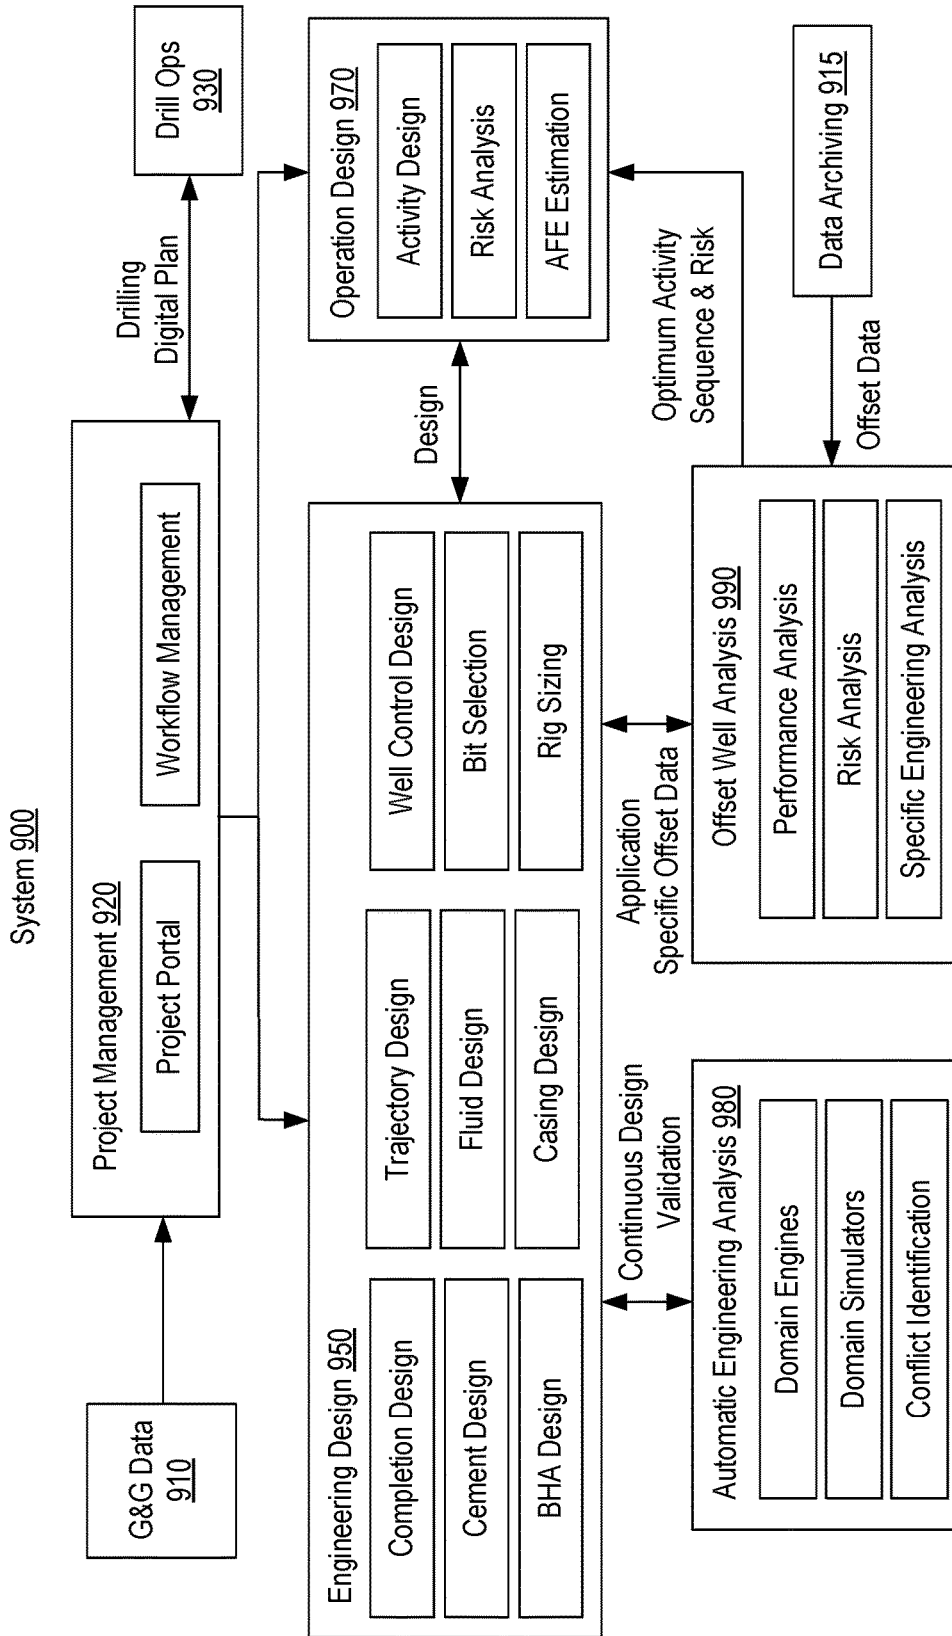 System 900
G&G Data
910
Project Management 920
Project Portal
Workflow Management
Drilling
Digital Plan
Drill Ops
930
Engineering Design 950
Completion Design
Cement Design
BHA Design
Trajectory Design
Fluid Design
Casing Design
Well Control Design
Bit Selection
Rig Sizing
Design
Operation Design 970
Activity Design
Risk Analysis
AFE Estimation
Continuous Design
Validation
Application
Specific Offset Data
Optimum Activity
Sequence & Risk
Automatic Engineering Analysis 980
Domain Engines
Domain Simulators
Conflict Identification
Offset Well Analysis 990
Performance Analysis
Risk Analysis
Specific Engineering Analysis
Offset Data
Data Archiving 915